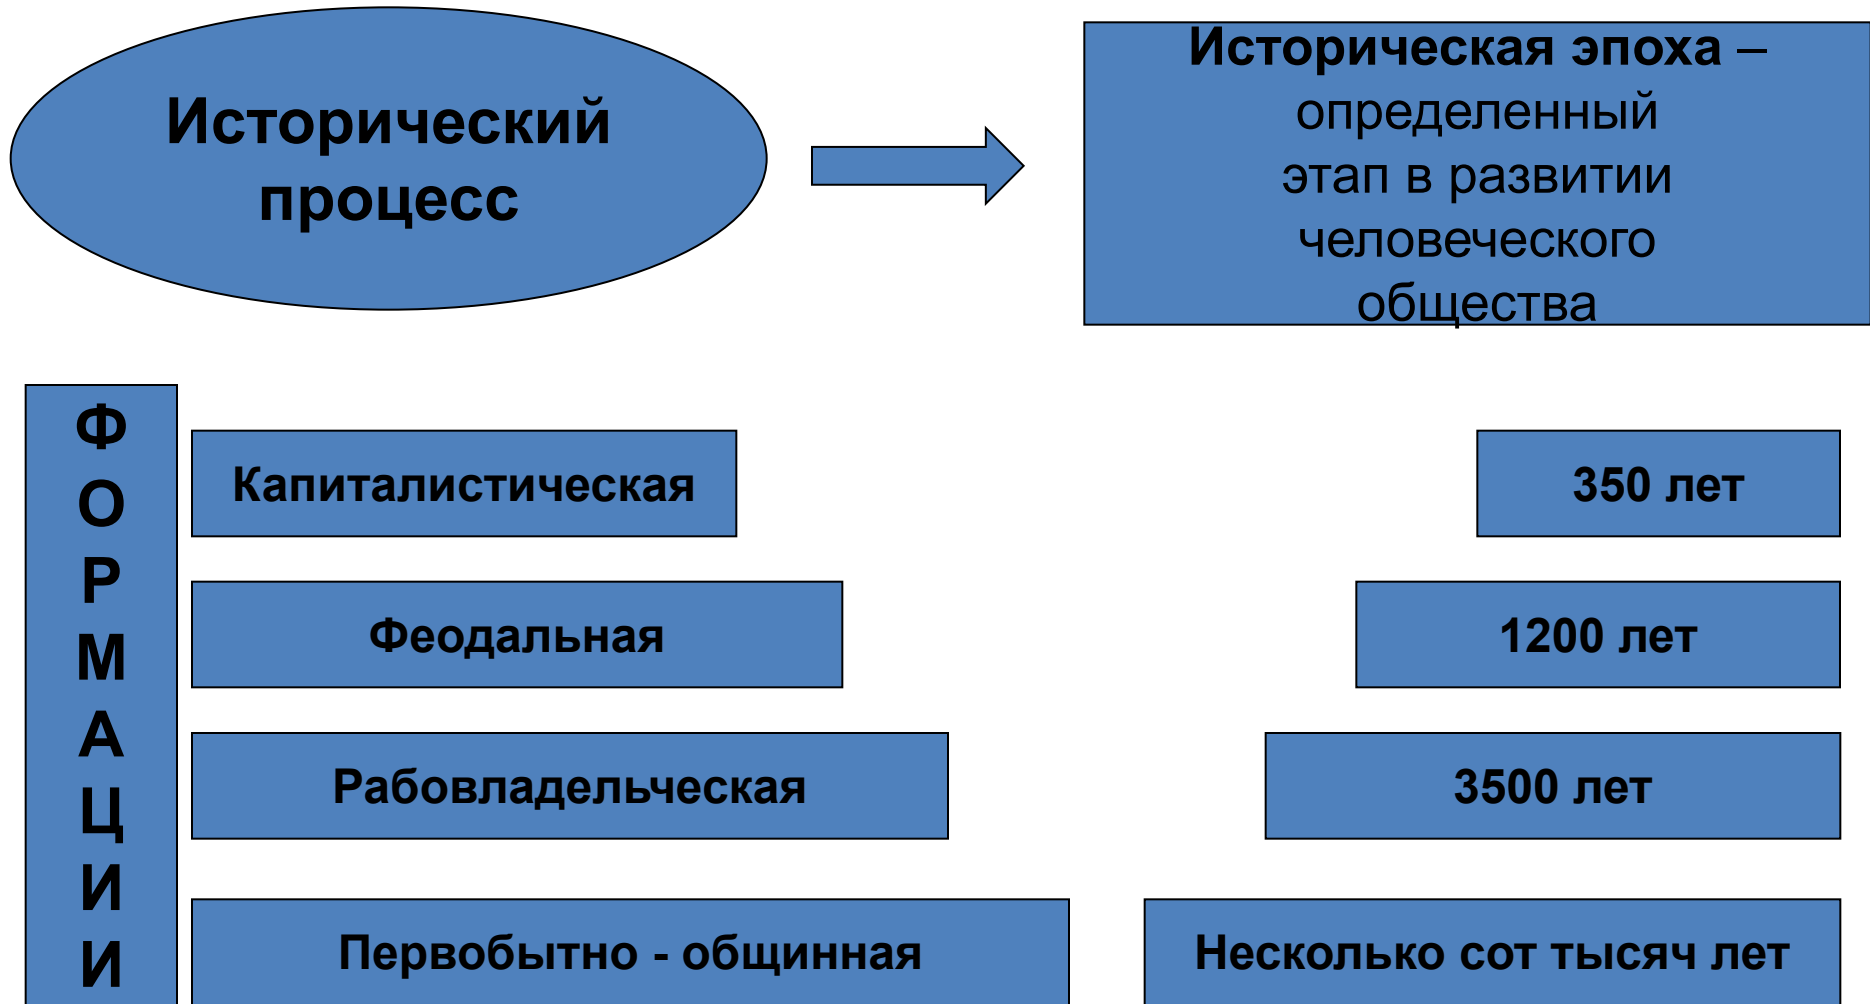 Исторический
процесс
Историческая эпоха –
определенный
этап в развитии
человеческого
общества
ФОРМАЦИИ
Капиталистическая
350 лет
Феодальная
1200 лет
Рабовладельческая
3500 лет
Первобытно - общинная
Несколько сот тысяч лет